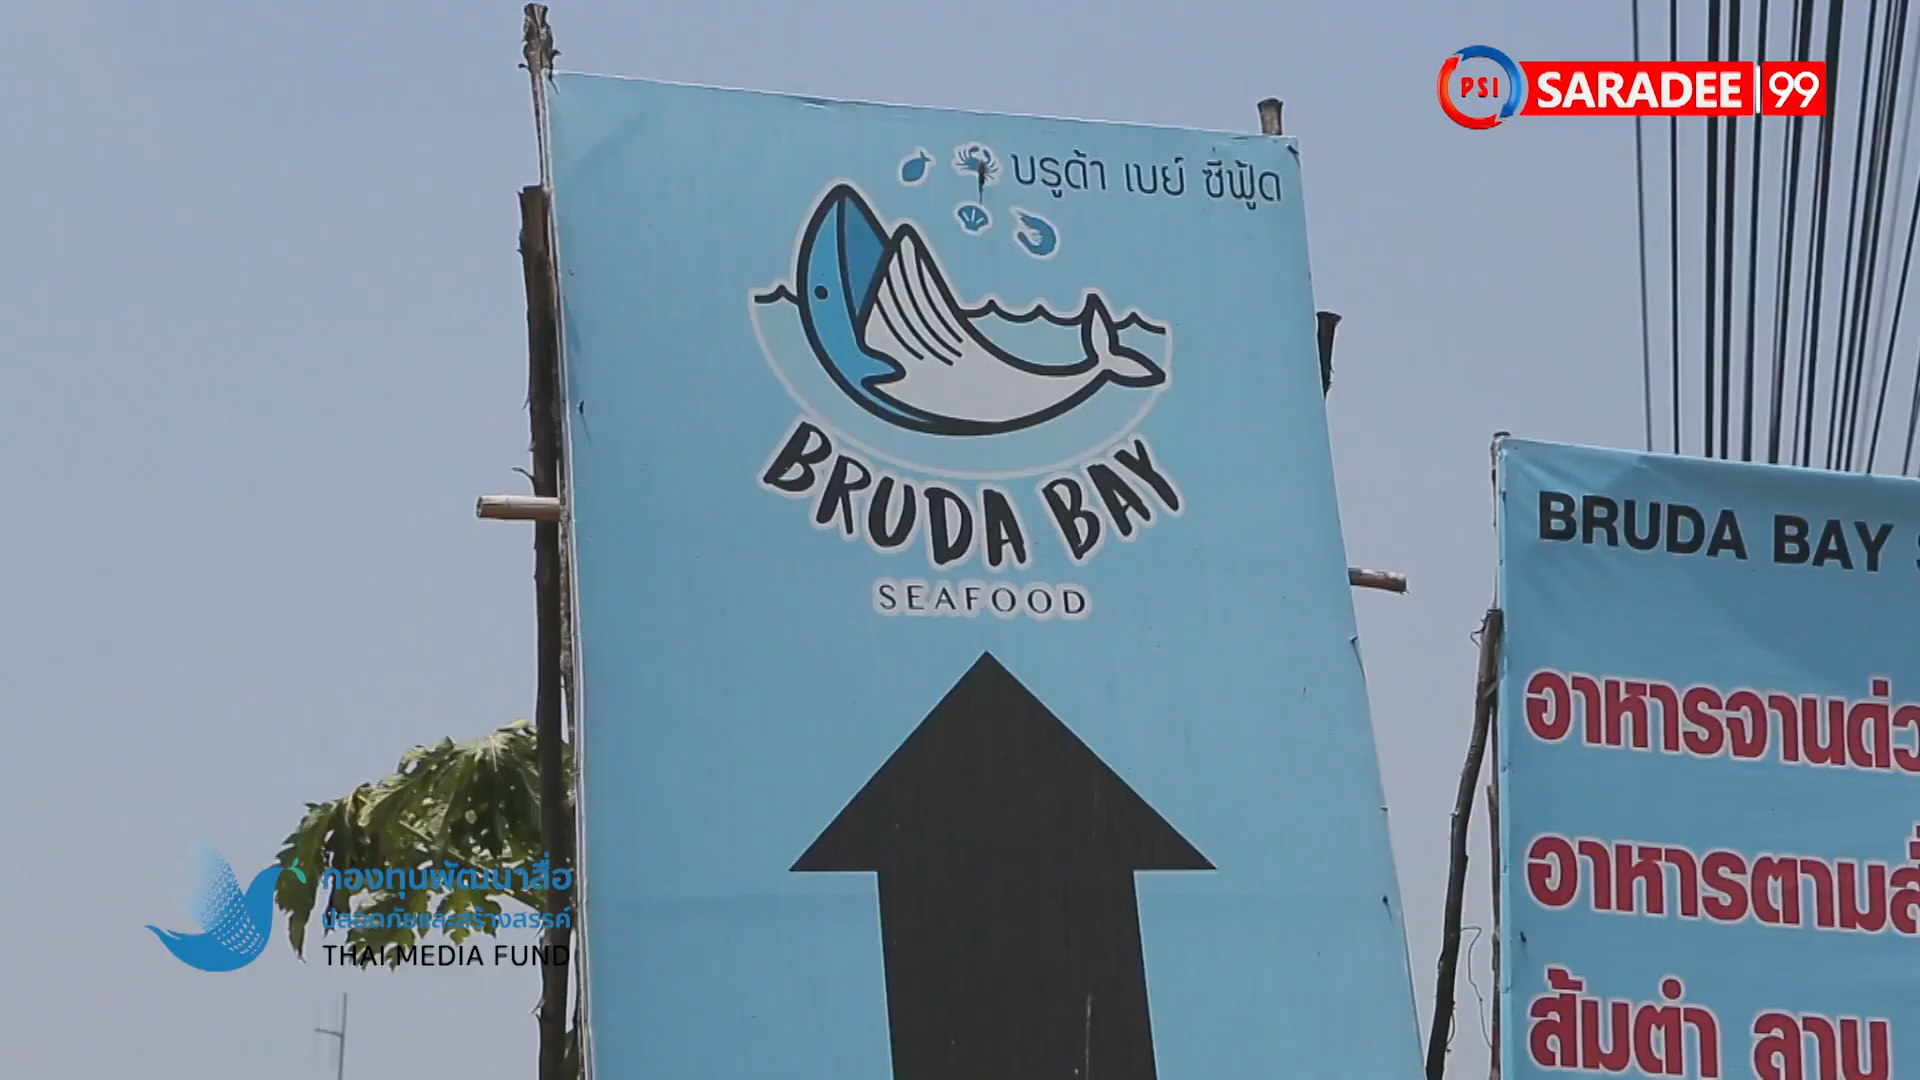 PSI SARADEE 99
บรูด้า เบย์ ซีฟู้ด
BRUDA BAY
SEAFOOD
BRUDA BAY
อาหารจานด่ว
อาหารตามสั่
ส้มตำ ลาบ
กองทุนพัฒนาสื่อ
ปลอดภัยและสร้างสรรค์
THAI MEDIA FUND